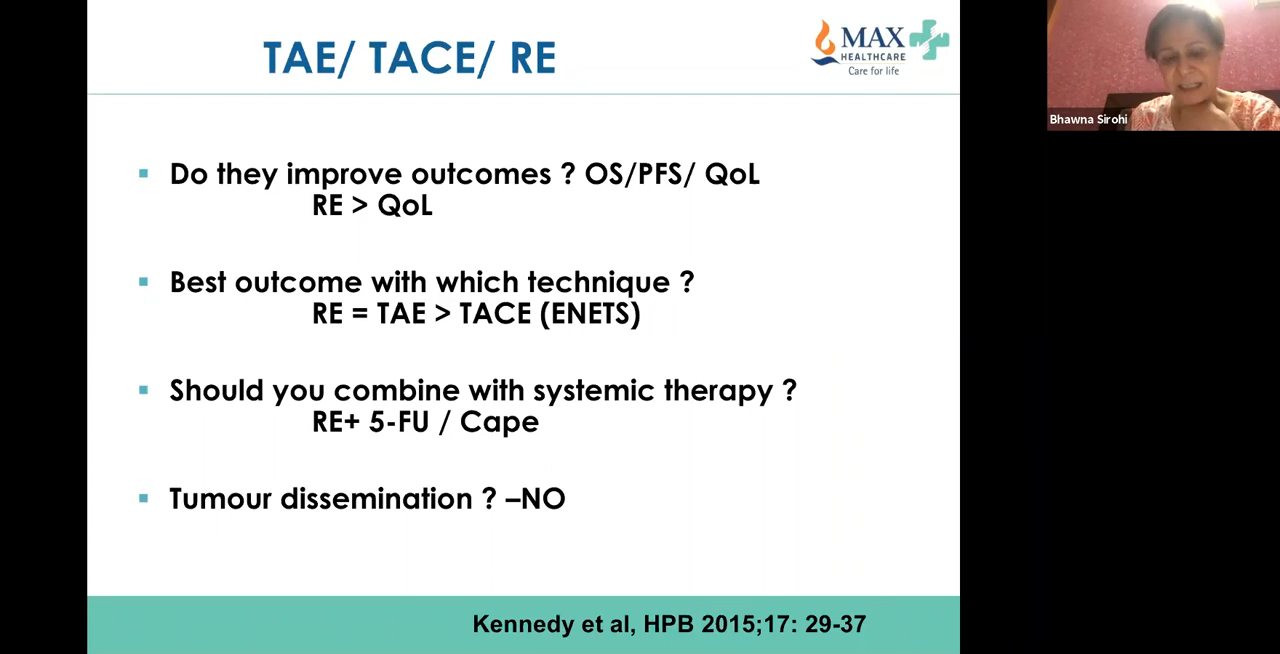 TAE/ TACE/ RE
MAX
HEALTHCARE
Care for life
Bhawna Sirohi
Do they improve outcomes ? OS/PFS/ QoL
RE > QoL
Best outcome with which technique ?
RE = TAE > TACE (ENETS)
Should you combine with systemic therapy ?
RE+ 5-FU / Cape
Tumour dissemination ? –NO
Kennedy et al, HPB 2015;17: 29-37